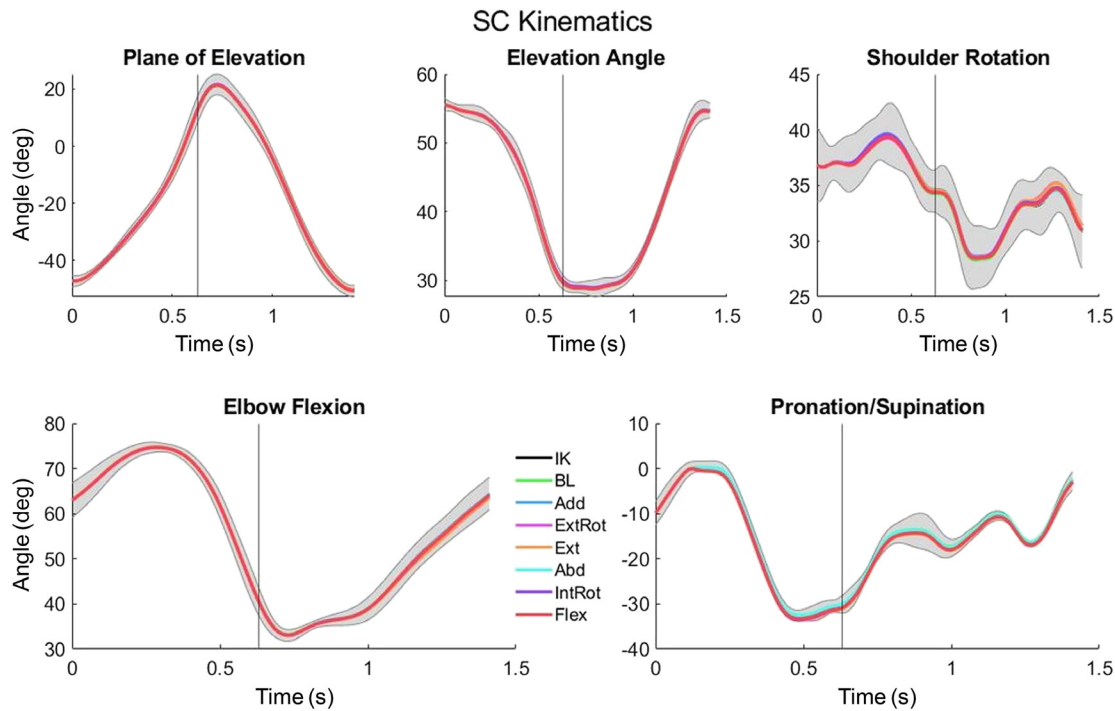 SC Kinematics
Plane of Elevation
Elevation Angle
Shoulder Rotation
Angle (deg)
20
0
-20
-40
0
0.5
1
Time (s)
60
50
40
30
0
0.5
1
1.5
Time (s)
45
40
35
30
25
0
0.5
1
1.5
Time (s)
Elbow Flexion
Pronation/Supination
Angle (deg)
80
70
60
50
40
30
0
0.5
1
1.5
Time (s)
IK
BL
Add
ExtRot
Ext
Abd
IntRot
Flex
10
0
-10
-20
-30
-40
0
0.5
1
1.5
Time (s)